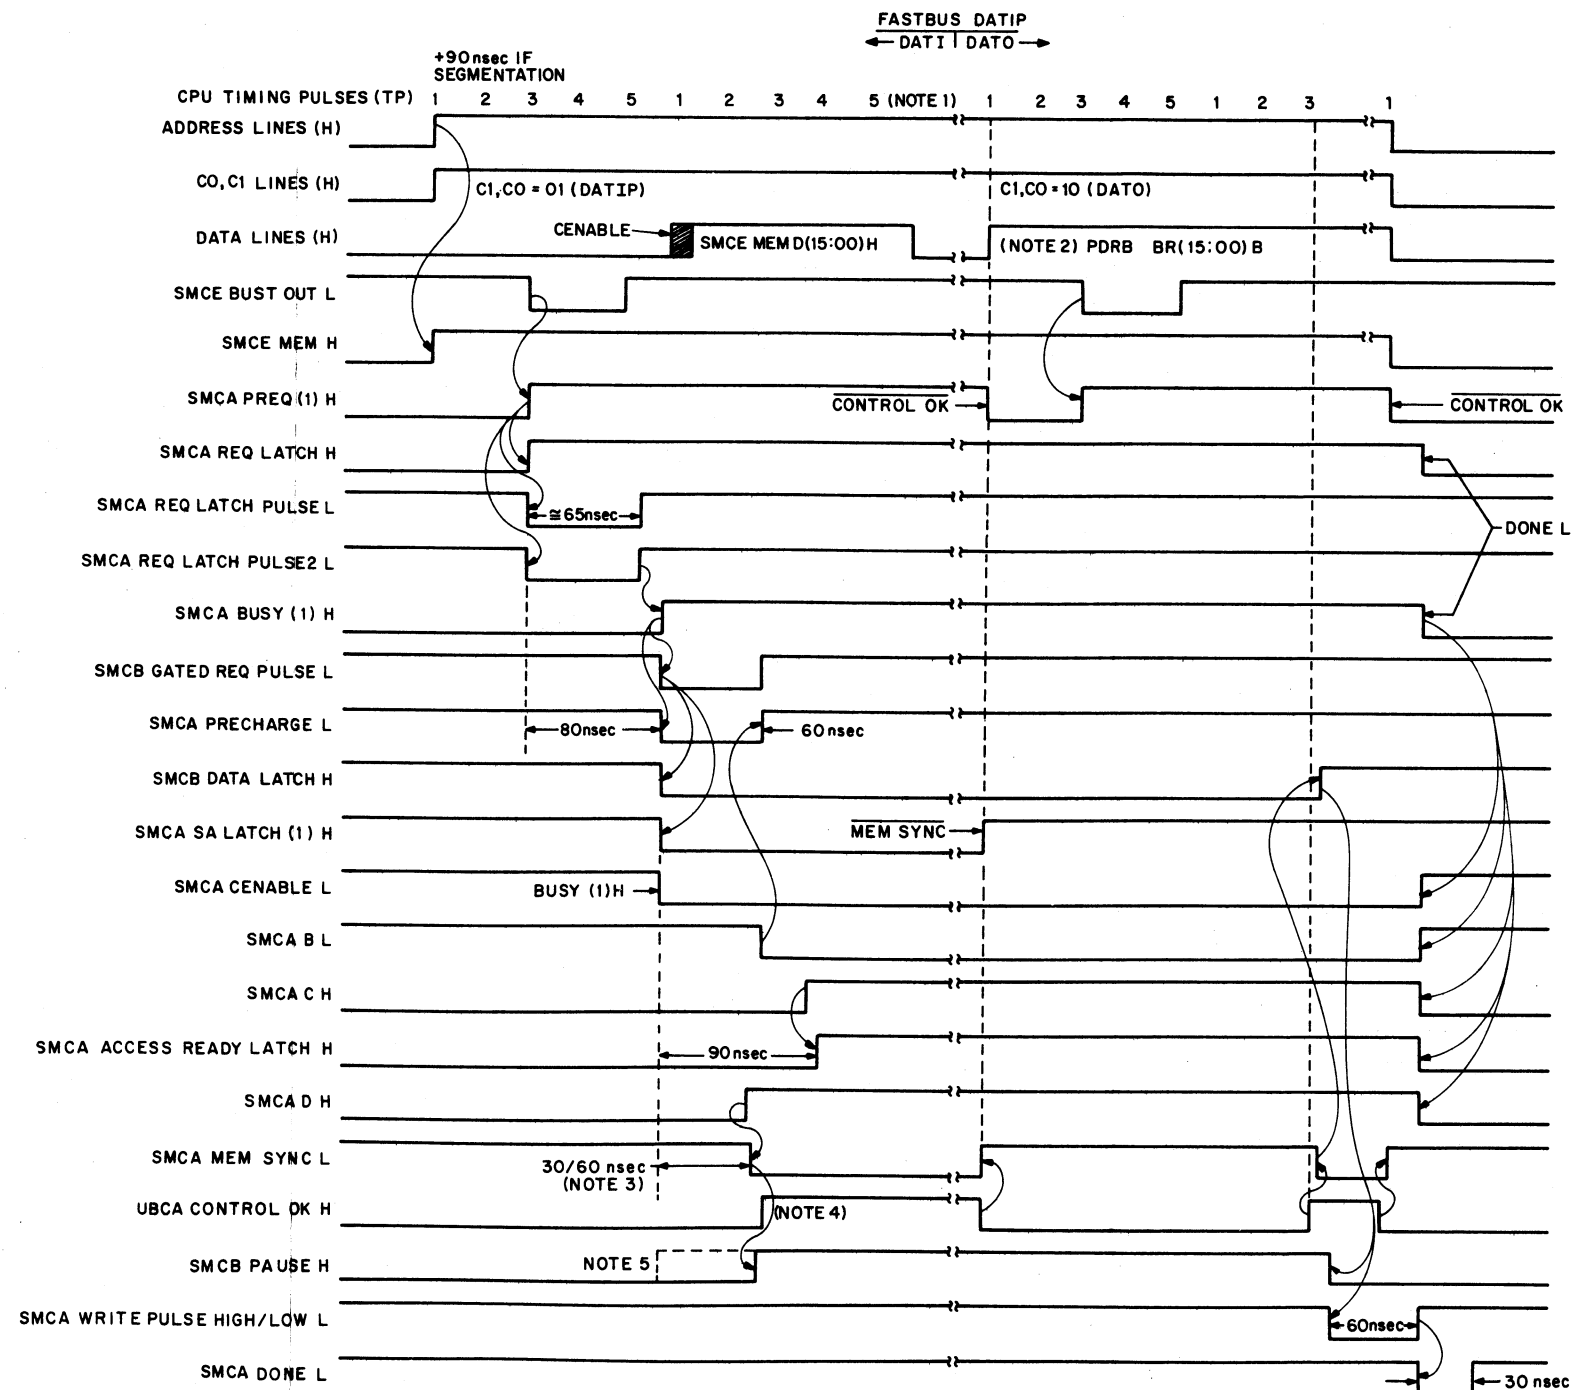 FASTBUS DATIP
DATI | DATO
+90nsec IF
SEGMENTATION
CPU TIMING PULSES (TP) 1 2 3 4 5 1 2 3 4 5 (NOTE 1) 1 2 3 4 5 1 2 3 1
ADDRESS LINES (H)
C0,C1 LINES (H) C1,C0 = 01 (DATIP) C1,C0 = 10 (DATO)
DATA LINES (H) CENABLE SMCE MEM D(15:00) H (NOTE 2) PDRB BR(15:00) B
SMCE BUST OUT L
SMCE MEM H
SMCA PREQ (1) H CONTROL OK CONTROL OK
SMCA REQ LATCH H
SMCA REQ LATCH PULSE L ≅65nsec
DONE L
SMCA REQ LATCH PULSE2 L
SMCA BUSY (1) H
SMCB GATED REQ PULSE L
SMCA PRECHARGE L 80nsec 60nsec
SMCB DATA LATCH H
SMCA SA LATCH (1) H MEM SYNC
SMCA CENABLE L BUSY (1)H
SMCA B L
SMCA C H
SMCA ACCESS READY LATCH H 90nsec
SMCA D H
SMCA MEM SYNC L 30/60 nsec
(NOTE 3)
UBCA CONTROL OK H (NOTE 4)
SMCB PAUSE H NOTE 5
SMCA WRITE PULSE HIGH/LOW L 60nsec
SMCA DONE L 30 nsec